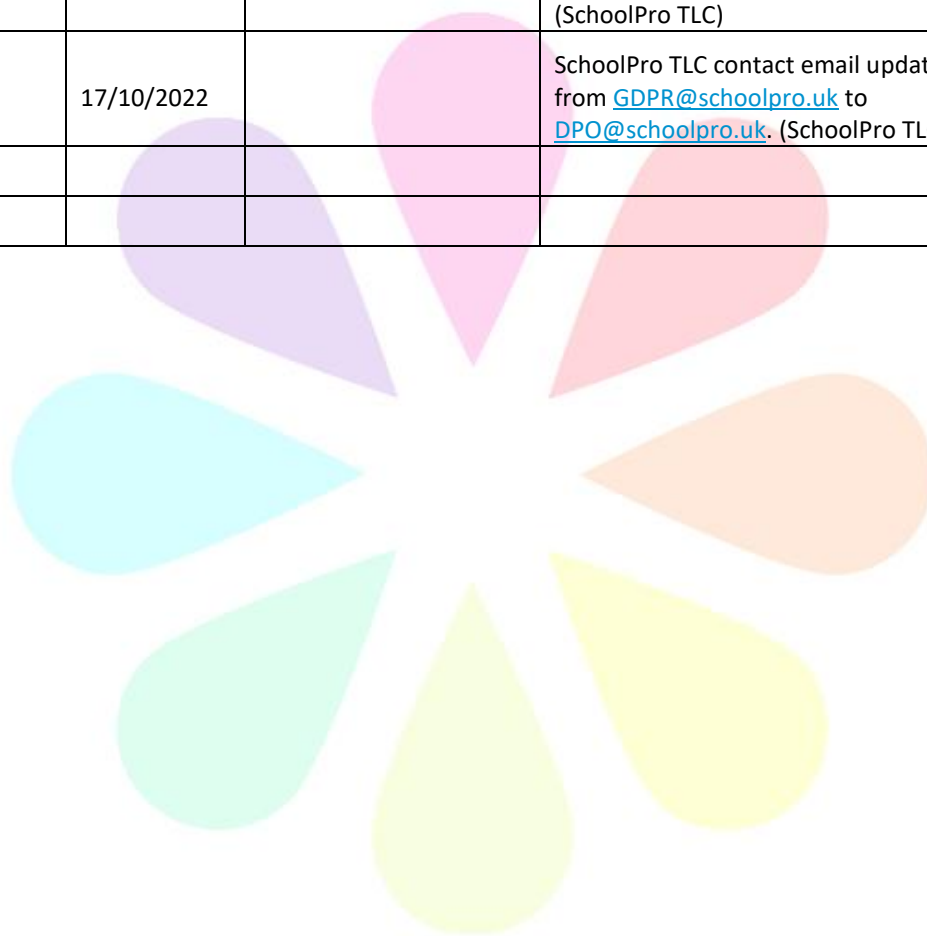 (SchoolPro TLC)
17/10/2022
SchoolPro TLC contact email updat
from GDPR@schoolpro.uk to
DPO@schoolpro.uk. (SchoolPro TL